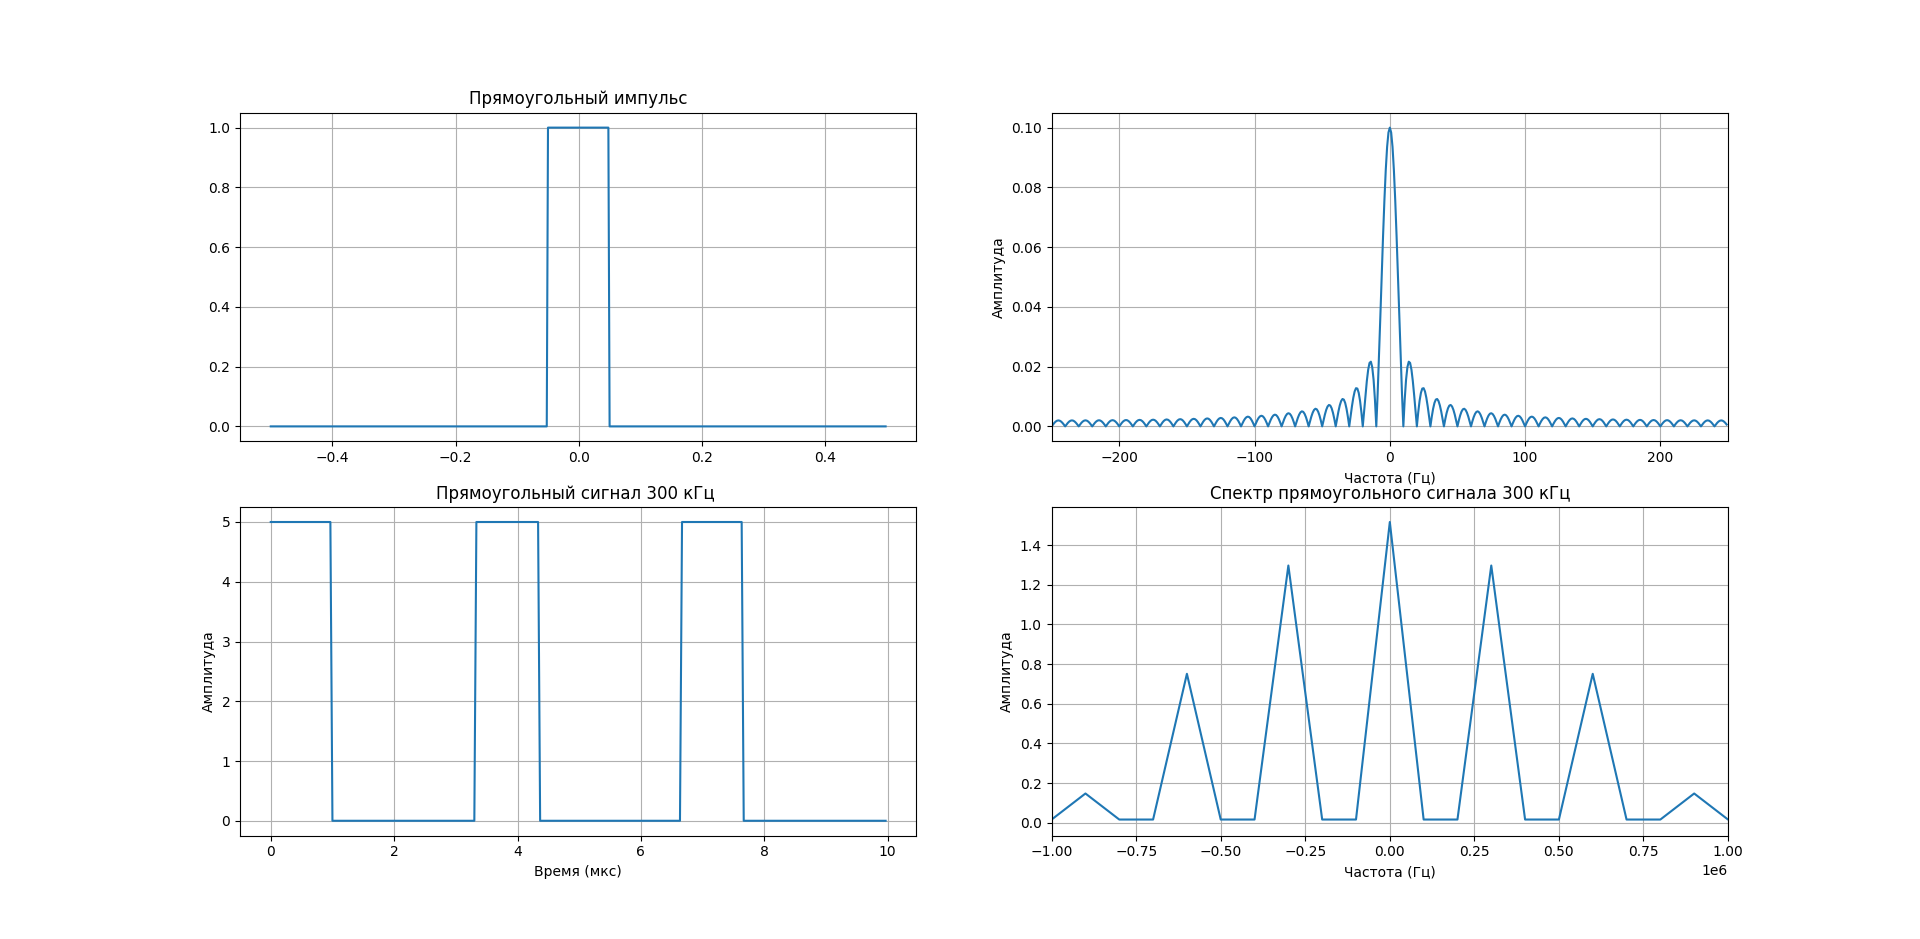 Прямоугольный импульс
1.0
0.8
0.6
0.4
0.2
0.0
−0.4 −0.2 0.0 0.2 0.4
0.10
0.08
0.06
0.04
0.02
0.00
Амплитуда
−200 −100 0 100 200
Частота (Гц)
Прямоугольный сигнал 300 кГц
5
4
3
2
1
0
Амплитуда
0 2 4 6 8 10
Время (мкс)
Спектр прямоугольного сигнала 300 кГц
1.4
1.2
1.0
0.8
0.6
0.4
0.2
0.0
Амплитуда
−1.00 −0.75 −0.50 −0.25 0.00 0.25 0.50 0.75 1.00
1e6
Частота (Гц)